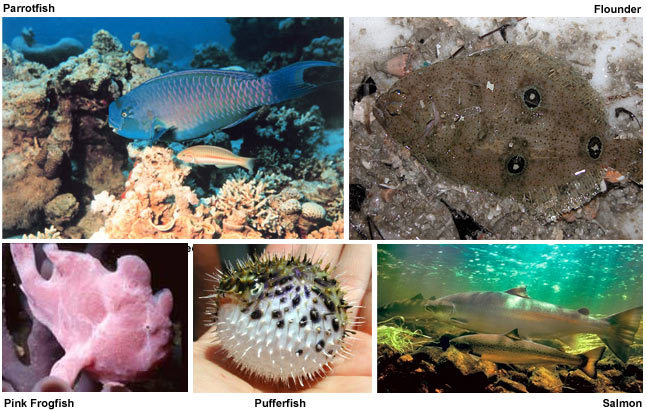 Parrotfish
Flounder
Pink Frogfish
Pufferfish
Salmon